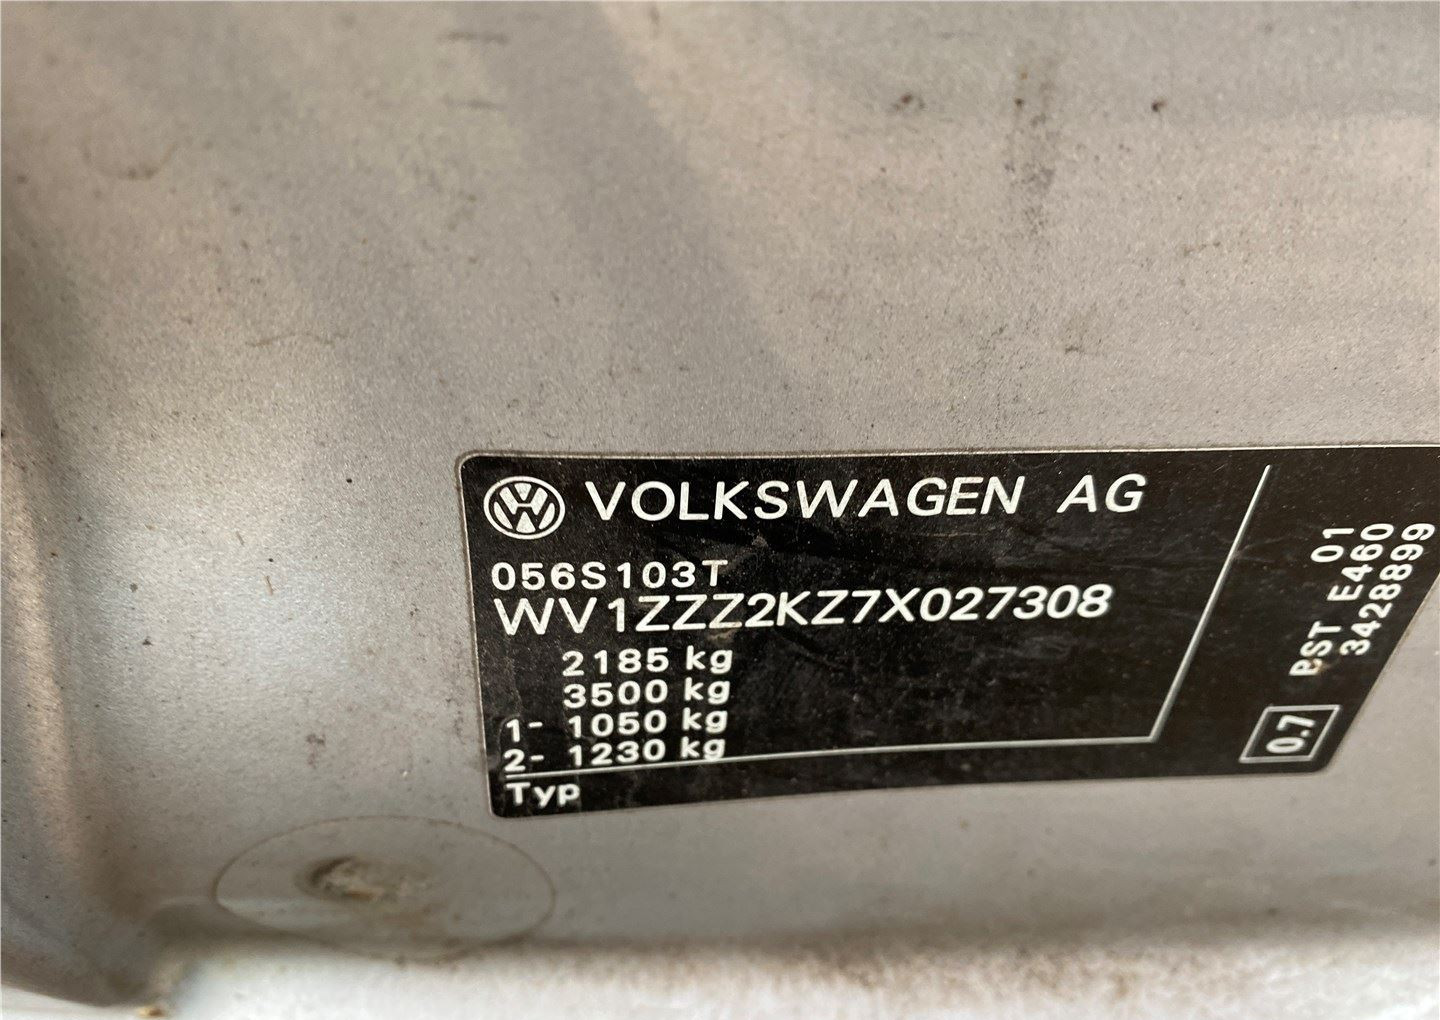 VOLKSWAGEN AG
056S103T
WV1ZZZ2KZ7X027308
2185 kg
3500 kg
1- 1050 kg
2- 1230 kg
Typ
PST E460 01
3428899
0.7